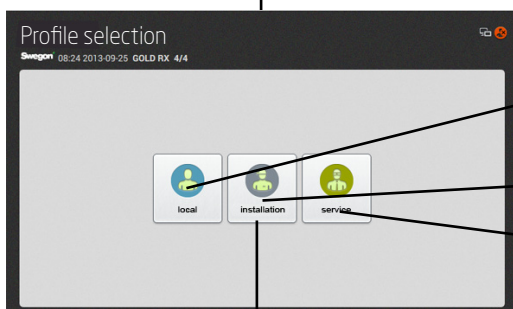 Profile selection
Swegon 08:24 2013-09-25 GOLD RX 4/4
local
installation
service